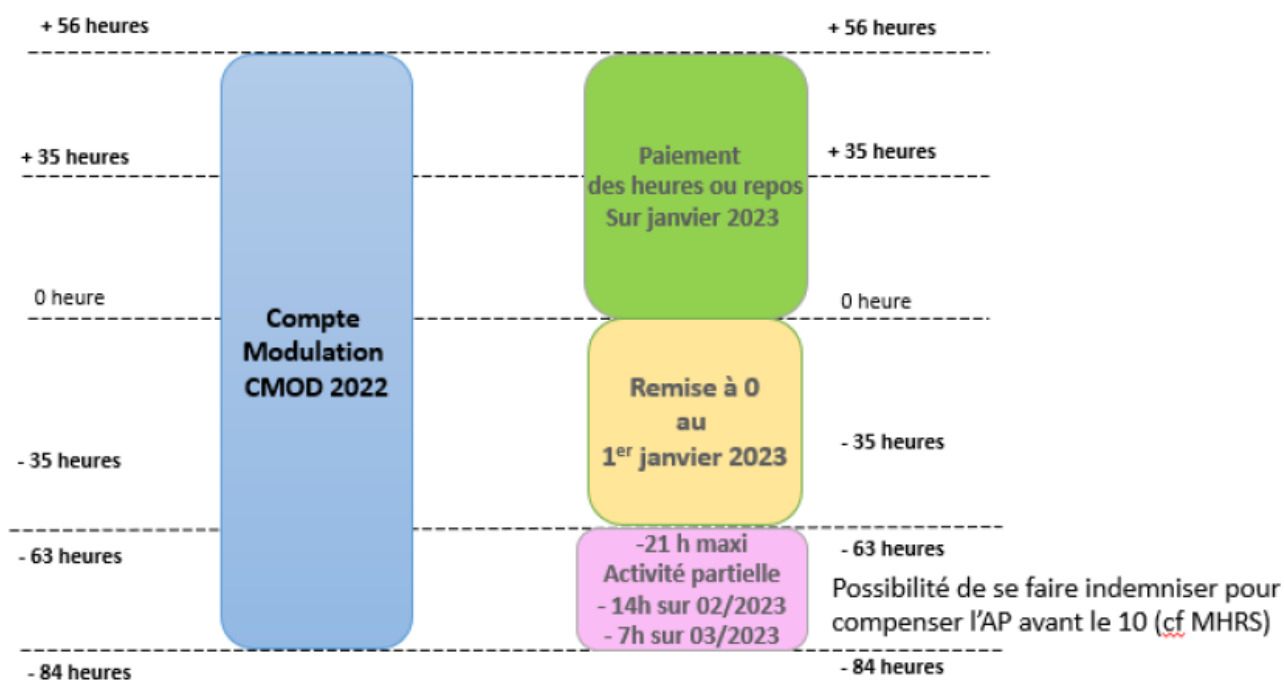 + 56 heures
+ 56 heures
+ 35 heures
+ 35 heures
Paiement
des heures ou repos
Sur janvier 2023
0 heure
0 heure
Compte
Modulation
CMOD 2022
Remise à 0
au
1er janvier 2023
- 35 heures
- 35 heures
- 63 heures
- 63 heures
-21 h maxi
Activité partielle
- 14h sur 02/2023
- 7h sur 03/2023
Possibilité de se faire indemniser pour
compenser l'AP avant le 10 (cf MHRS)
- 84 heures
- 84 heures